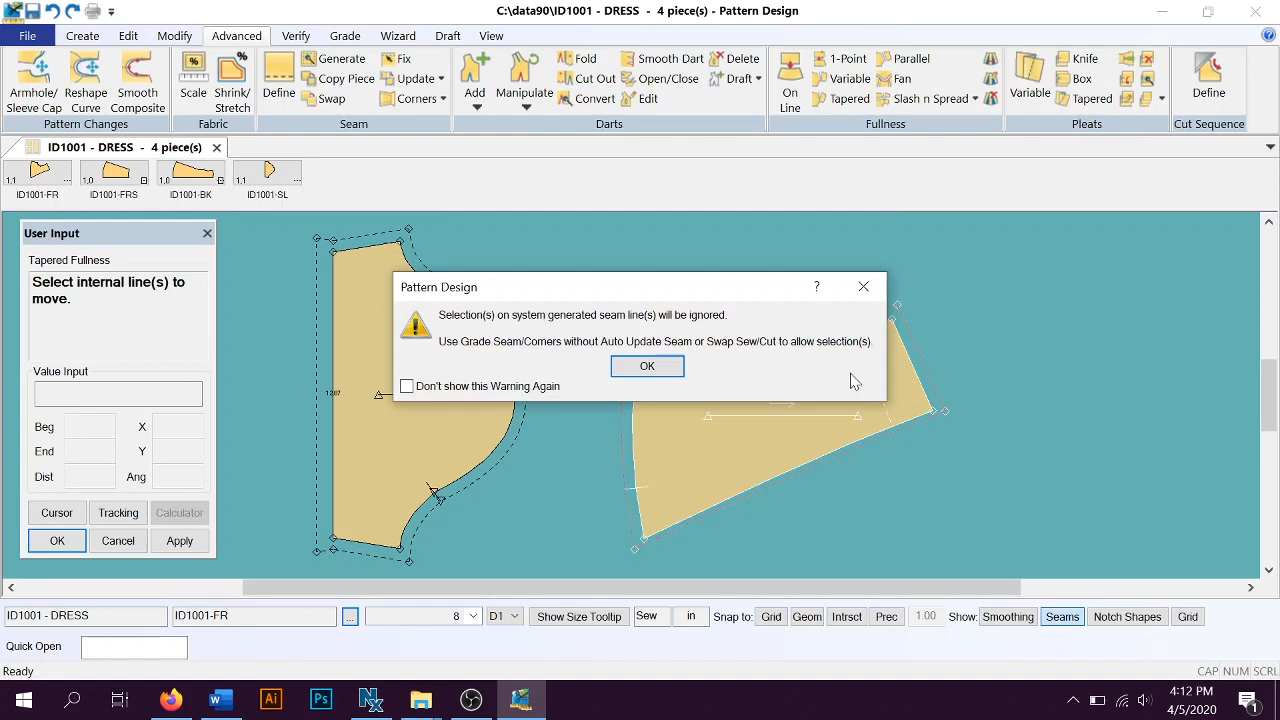 C:\data90\ID1001 - DRESS - 4 piece(s) - Pattern Design
File Create Edit Modify Advanced Verify Grade Wizard Draft View
Armhole/ Sleeve Cap
Reshape Curve
Smooth Composite
Pattern Changes
Scale
Shrink/ Stretch
Fabric
Define
Generate
Copy Piece
Swap
Fix
Update
Corners
Seam
Add
Manipulate
Fold
Cut Out
Convert
Smooth Dart
Open/Close
Edit
Delete
Draft
Darts
On Line
1-Point
Variable
Tapered
Parallel
Fan
Slash n Spread
Fullness
Variable
Knife
Box
Tapered
Pleats
Define
Cut Sequence
ID1001 - DRESS - 4 piece(s)
1,1 ... 1,0 1,0 1,1 ...
ID1001-FR ID1001-FRS ID1001-BK ID1001-SL
User Input
Tapered Fullness
Select internal line(s) to
move.
Value Input
Beg X
End Y
Dist Ang
Cursor Tracking Calculator
OK Cancel Apply
Pattern Design
?
Selection(s) on system generated seam line(s) will be ignored.
Use Grade Seam/Corners without Auto Update Seam or Swap Sew/Cut to allow selection(s).
OK
Don't show this Warning Again
ID1001 - DRESS ID1001-FR ... 8 D1 Show Size Tooltip Sew in Snap to: Grid Geom Intrsct Prec 1.00 Show: Smoothing Seams Notch Shapes Grid
Quick Open
Ready CAP NUM SCRL
4:12 PM
4/5/2020